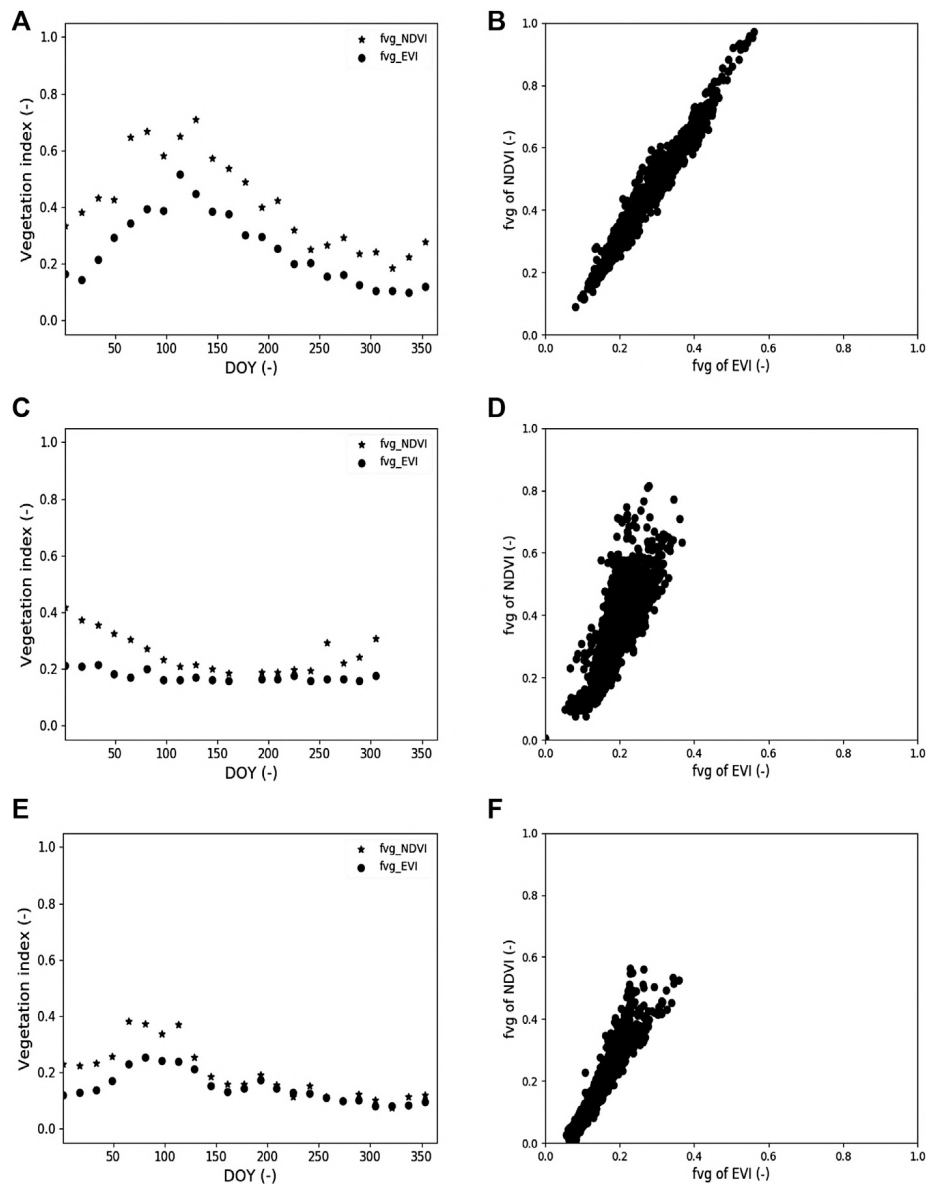 A
1.0
0.8
0.6
0.4
0.2
0.0
Vegetation index (-)
fvg_NDVI
fvg_EVI
50 100 150 200 250 300 350
DOY (-)
B
1.0
0.8
0.6
0.4
0.2
0.0
fvg of NDVI (-)
0.0 0.2 0.4 0.6 0.8 1.0
fvg of EVI (-)
C
1.0
0.8
0.6
0.4
0.2
0.0
Vegetation index (-)
fvg_NDVI
fvg_EVI
50 100 150 200 250 300 350
DOY (-)
D
1.0
0.8
0.6
0.4
0.2
0.0
fvg of NDVI (-)
0.0 0.2 0.4 0.6 0.8 1.0
fvg of EVI (-)
E
1.0
0.8
0.6
0.4
0.2
0.0
Vegetation index (-)
fvg_NDVI
fvg_EVI
50 100 150 200 250 300 350
DOY (-)
F
1.0
0.8
0.6
0.4
0.2
0.0
fvg of NDVI (-)
0.0 0.2 0.4 0.6 0.8 1.0
fvg of EVI (-)